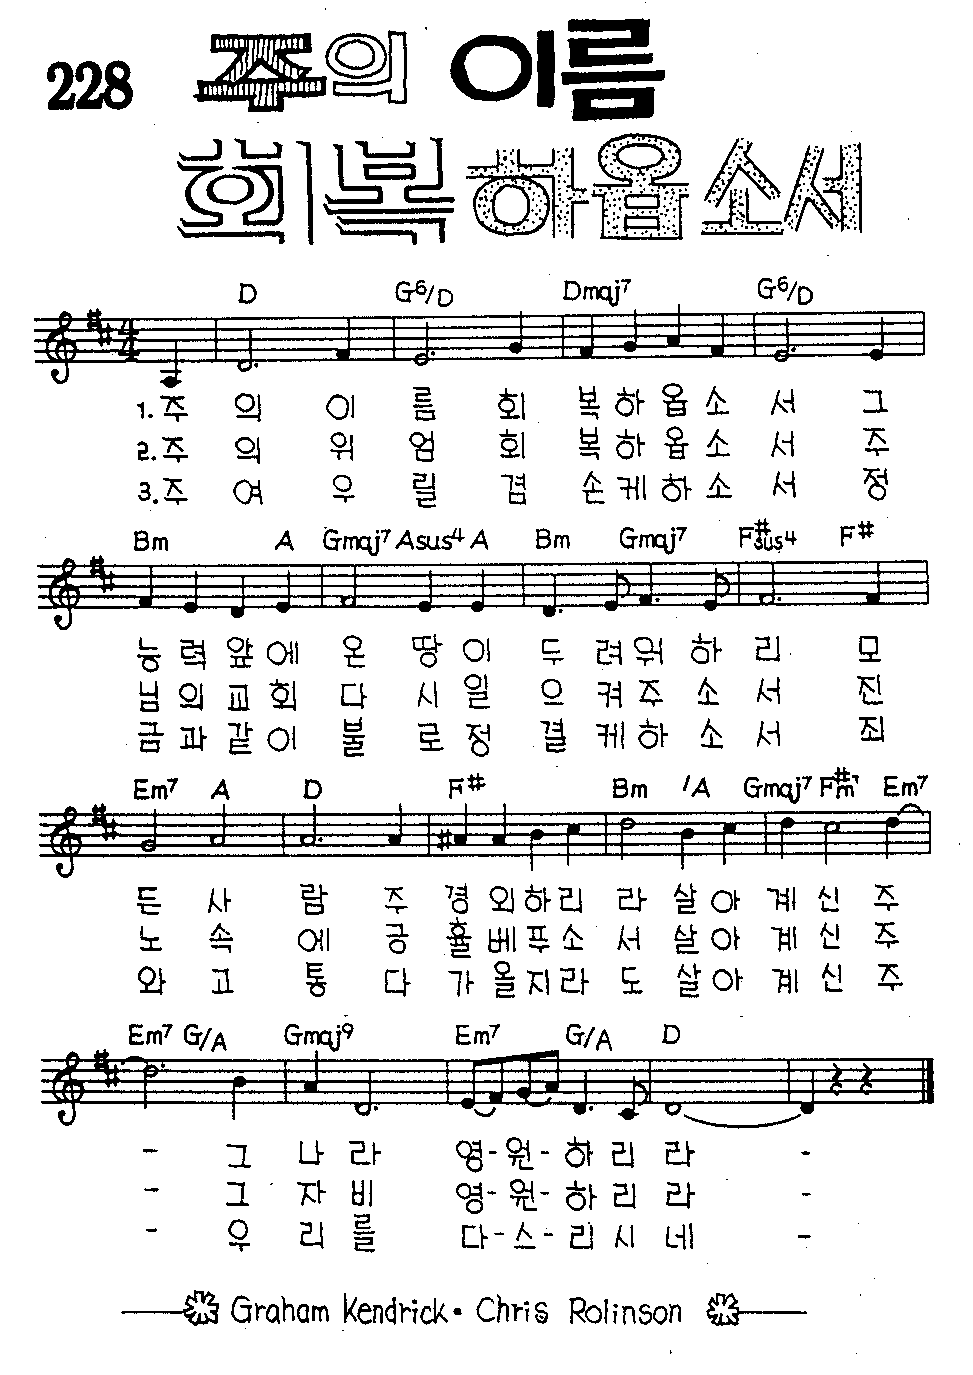 228 주의 이름
회복하옵소서
D G6/D Dmaj7 G6/D
1. 주 의 이 름 회 복 하 옵 소 서 그
2. 주 의 위 엄 회 복 하 옵 소 서 주
3. 주 여 우 릴 겸 손 케 하 소 서 정
Bm A Gmaj7 Asus4 A Bm Gmaj7 F#sus4 F#
능 력 앞 에 온 땅 이 두 려 워 하 리 모
님 의 교 회 다 시 일 으 켜 주 소 서 진
금 과 같 이 불 로 정 결 케 하 소 서 죄
Em7 A D F# Bm /A Gmaj7 F#m7 Em7
든 사 람 주 경 외 하 리 라 살 아 계 신 주
노 속 에 긍 휼 베 푸 소 서 살 아 계 신 주
와 고 통 다 가 올 지 라 도 살 아 계 신 주
Em7 G/A Gmaj9 Em7 G/A D
- 그 나 라 영 - 원 - 하 리 라 -
- 그 자 비 영 - 원 - 하 리 라 -
- 우 리 를 다 - 스 - 리 시 네 -
Graham Kendrick • Chris Rolinson